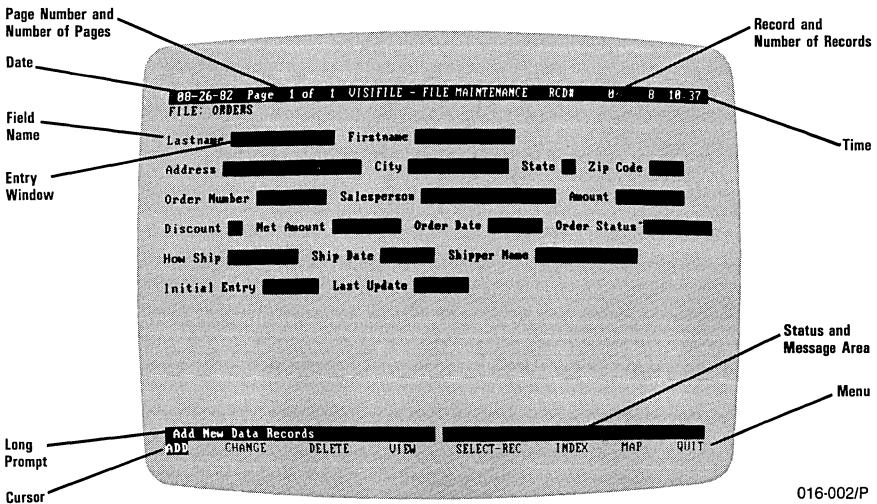 Page Number and
Number of Pages
Record and
Number of Records
Date
08-26-82 Page 1 of 1 VISIFILE - FILE MAINTENANCE RCD# 0 8 10.37
FILE: ORDERS
Field
Name
Time
Lastname Firstname
Entry
Window
Address City State Zip Code
Order Number Salesperson Amount
Discount Net Amount Order Date Order Status
How Ship Ship Date Shipper Name
Initial Entry Last Update
Status and
Message Area
Menu
Long
Prompt
Add New Data Records
ADD CHANGE DELETE VIEW SELECT-REC INDEX MAP QUIT
Cursor
016-002/P